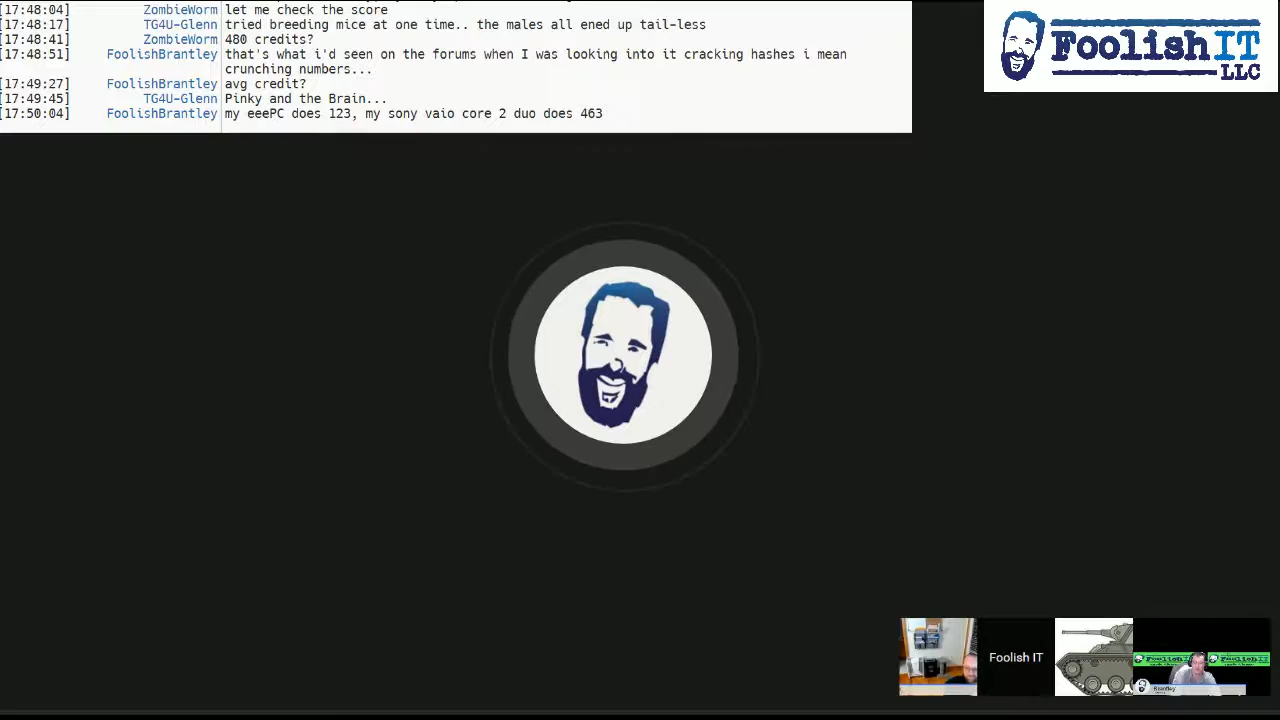 [17:48:04] ZombieWorm let me check the score
[17:48:17] TG4U-Glenn tried breeding mice at one time.. the males all ened up tail-less
[17:48:41] ZombieWorm 480 credits?
[17:48:51] FoolishBrantley that's what i'd seen on the forums when I was looking into it cracking hashes i mean
crunching numbers...
[17:49:27] FoolishBrantley avg credit?
[17:49:45] TG4U-Glenn Pinky and the Brain...
[17:50:04] FoolishBrantley my eeePC does 123, my sony vaio core 2 duo does 463
FoolishIT
LLC
Foolish IT
FoolishIT
FoolishIT
Brantley